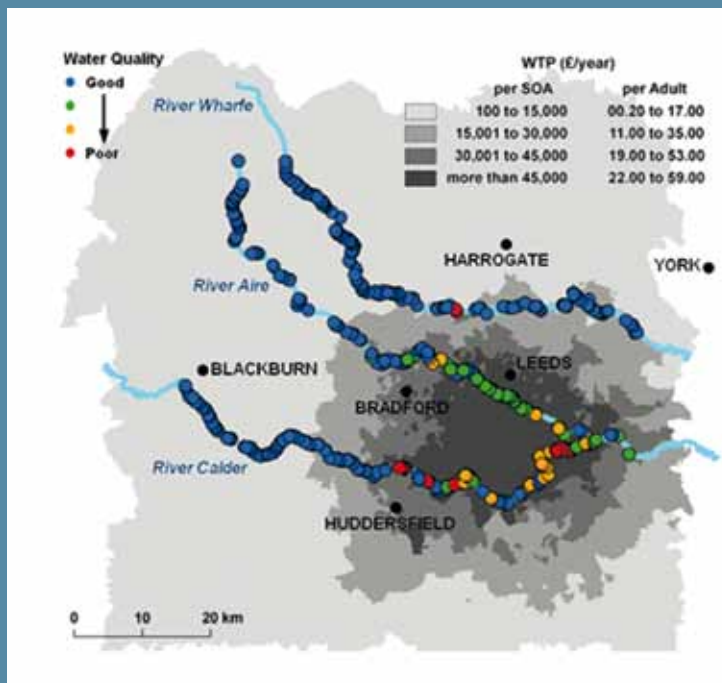 Water Quality
Good
Poor
WTP (£/year)
per SOA per Adult
100 to 15,000 00.20 to 17.00
15,001 to 30,000 11.00 to 35.00
30,001 to 45,000 19.00 to 53.00
more than 45,000 22.00 to 59.00
River Wharfe
HARROGATE
YORK
River Aire
BLACKBURN
LEEDS
BRADFORD
River Calder
HUDDERSFIELD
0 10 20 km